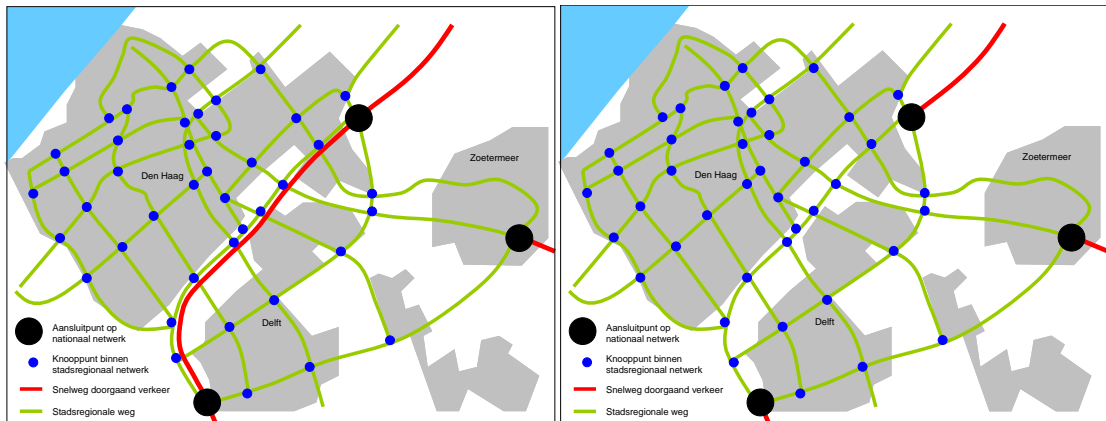 Zoetermeer
Den Haag
Delft
Aansluitpunt op
nationaal netwerk
Knooppunt binnen
stadsregionaal netwerk
Snelweg doorgaand verkeer
Stadsregionale weg
Zoetermeer
Den Haag
Delft
Aansluitpunt op
nationaal netwerk
Knooppunt binnen
stadsregionaal netwerk
Snelweg doorgaand verkeer
Stadsregionale weg